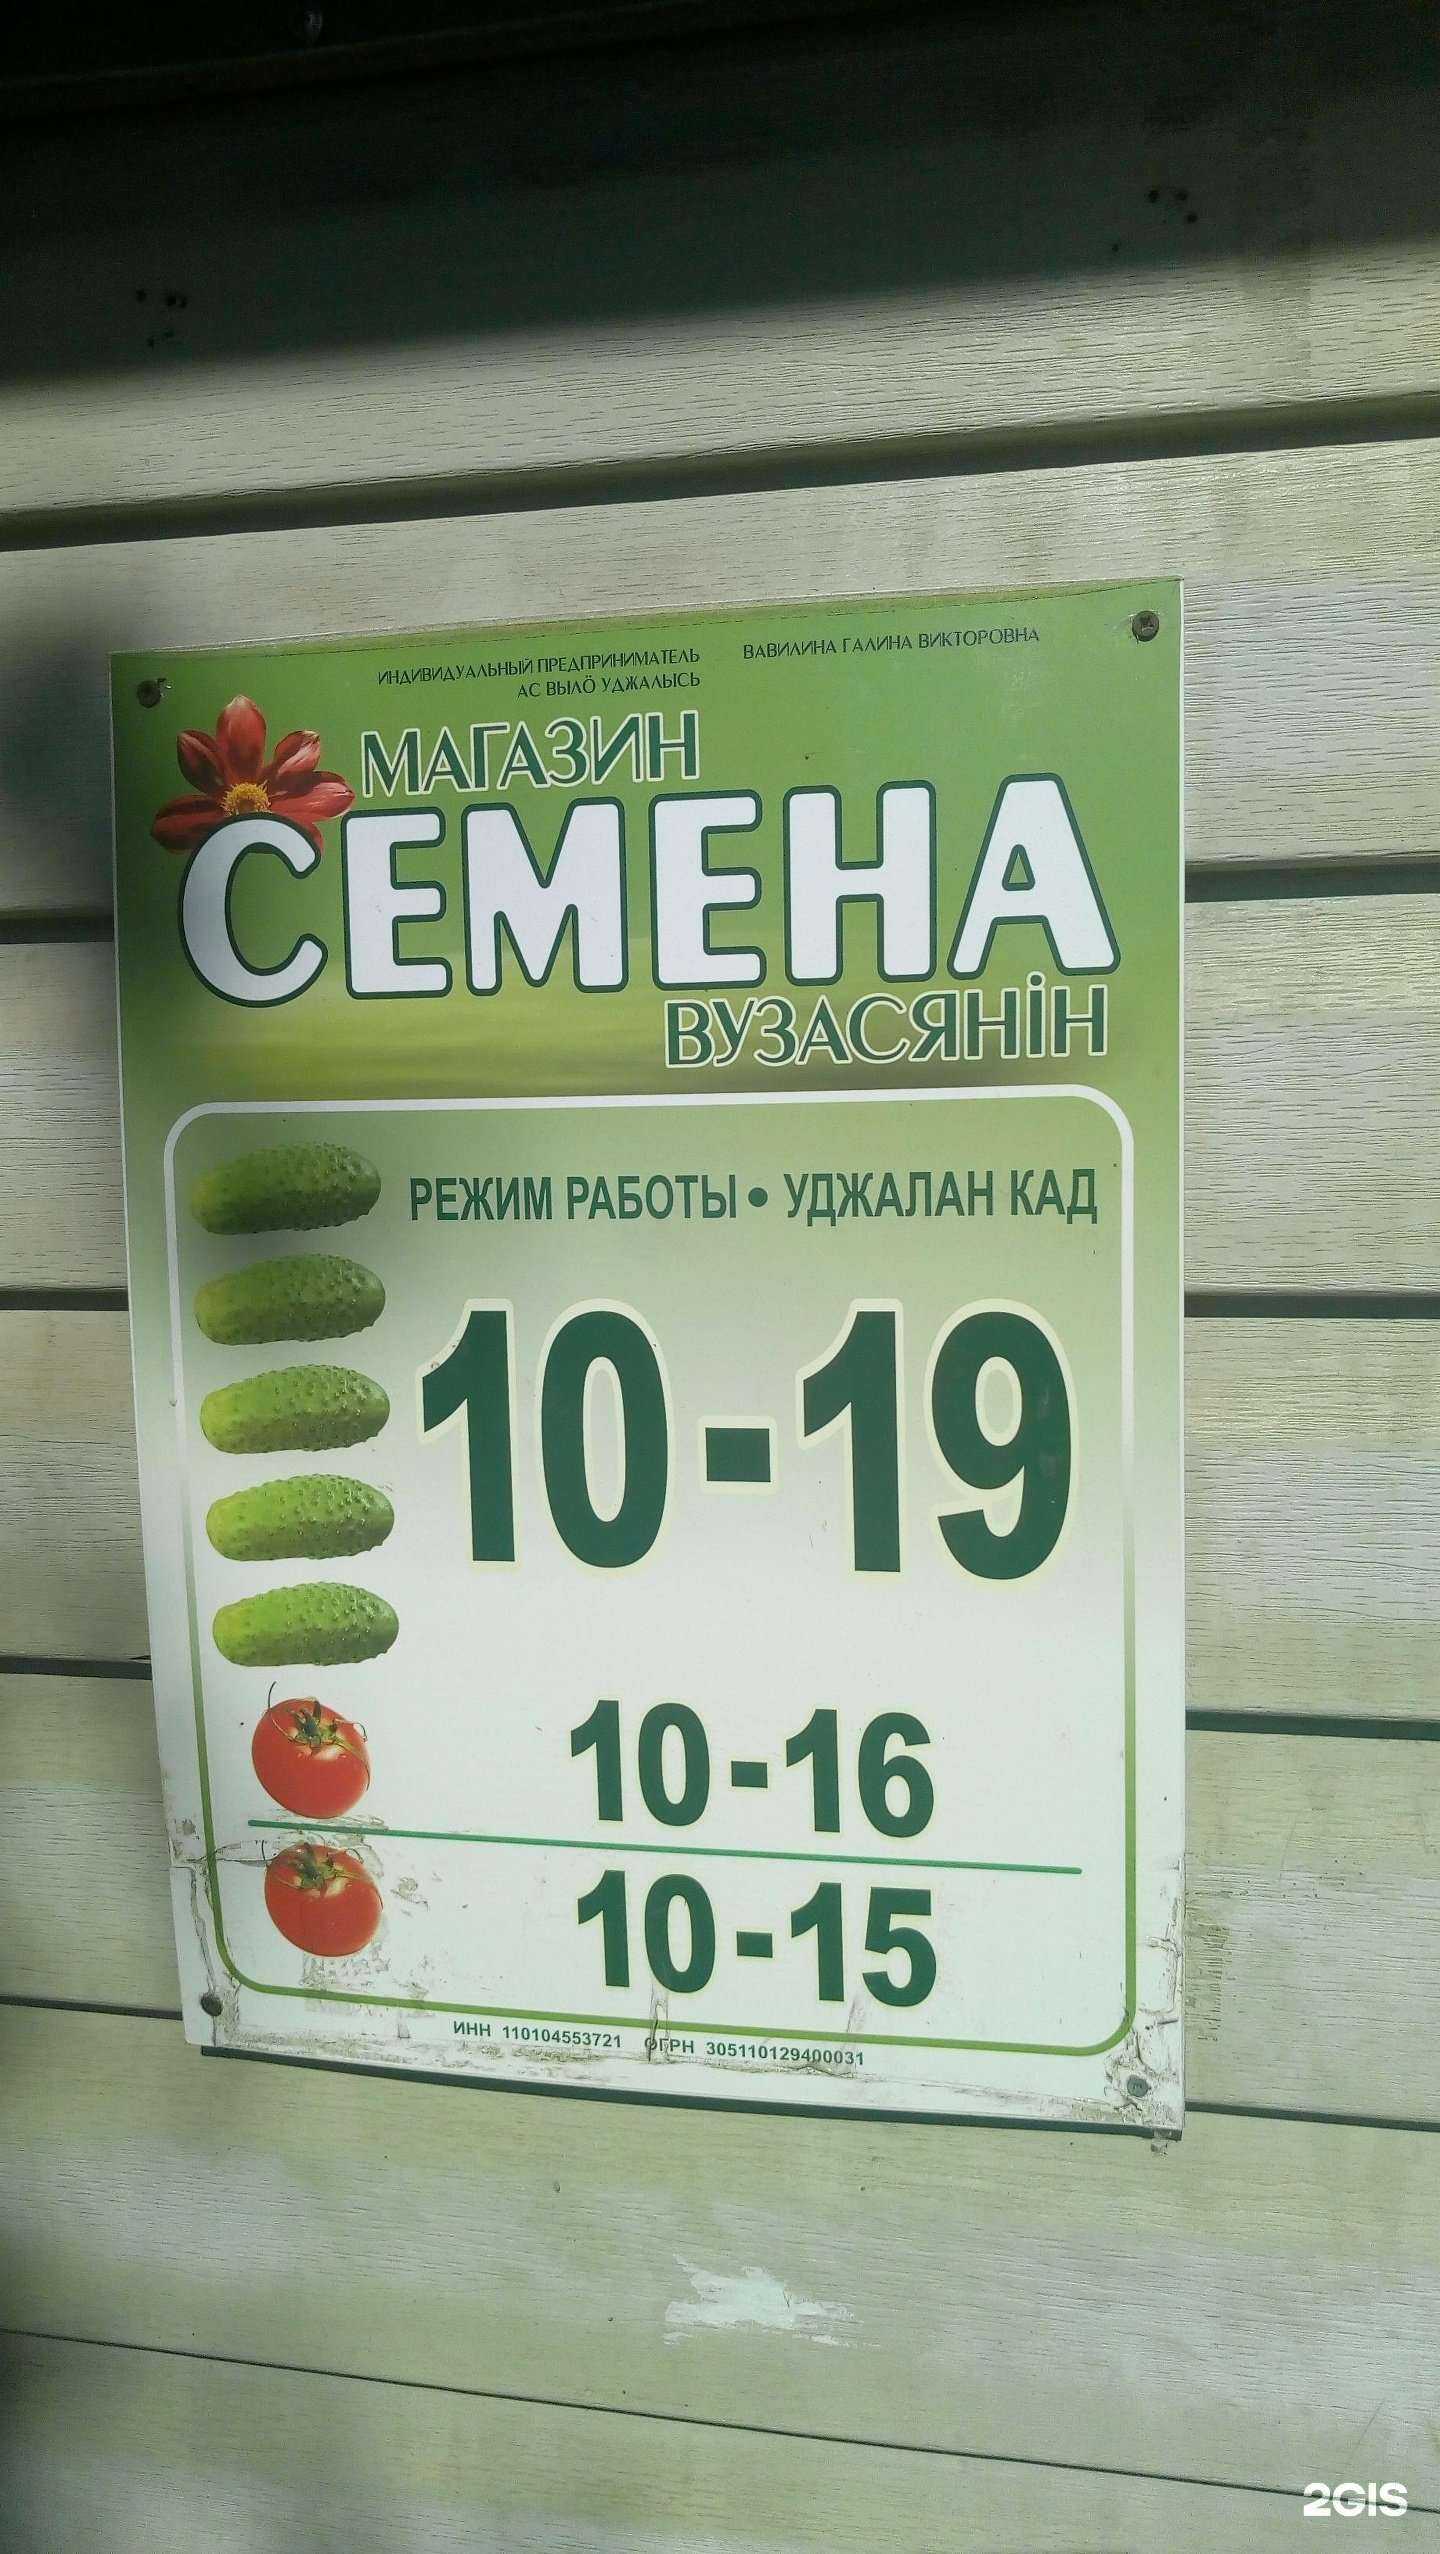 ИНДИВИДУАЛЬНЫЙ ПРЕДПРИНИМАТЕЛЬ ВАВИЛИНА ГАЛИНА ВИКТОРОВНА
АС ВЫЛӦ УДЖАЛЫСЬ
МАГАЗИН
СЕМЕНА
ВУЗАСЯНІН
РЕЖИМ РАБОТЫ • УДЖАЛАН КАД
10-19
10-16
10-15
ИНН 110104553721 ОГРН 305110129400031
2GIS